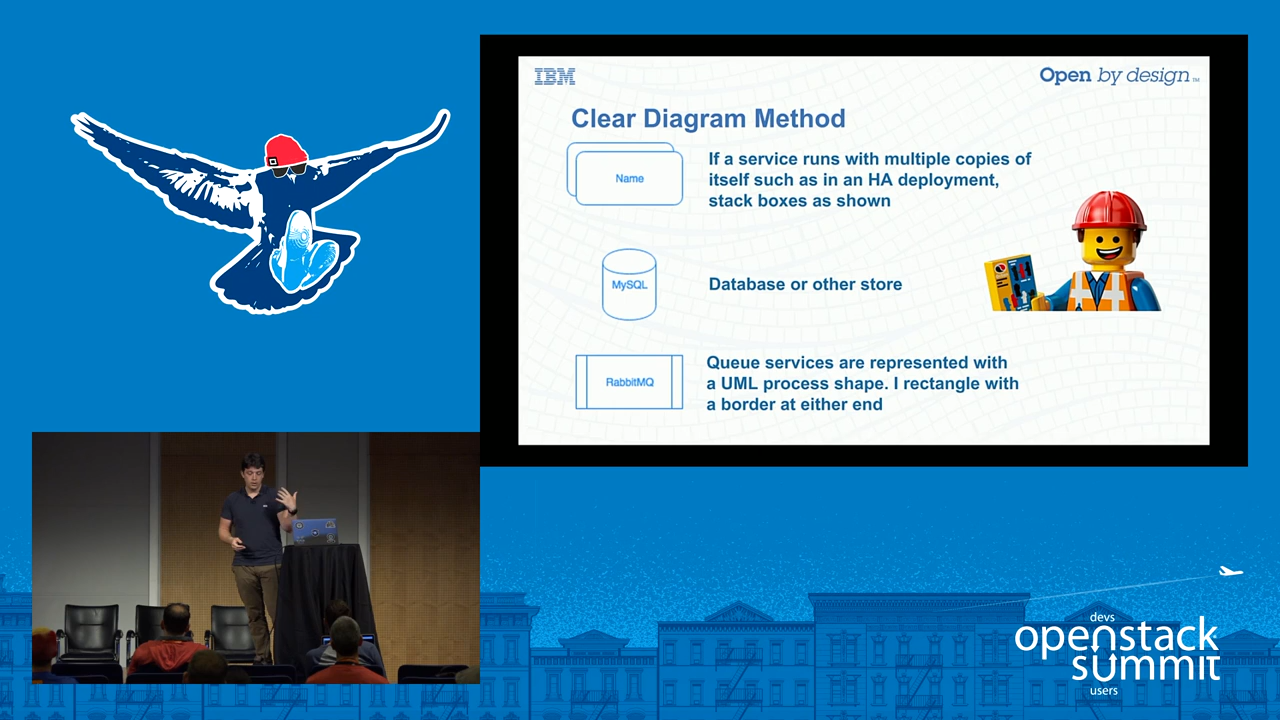 IBM
Open by design™
Clear Diagram Method
Name
If a service runs with multiple copies of
itself such as in an HA deployment,
stack boxes as shown
MySQL
Database or other store
RabbitMQ
Queue services are represented with
a UML process shape. I rectangle with
a border at either end
devs
openstack
summit
users